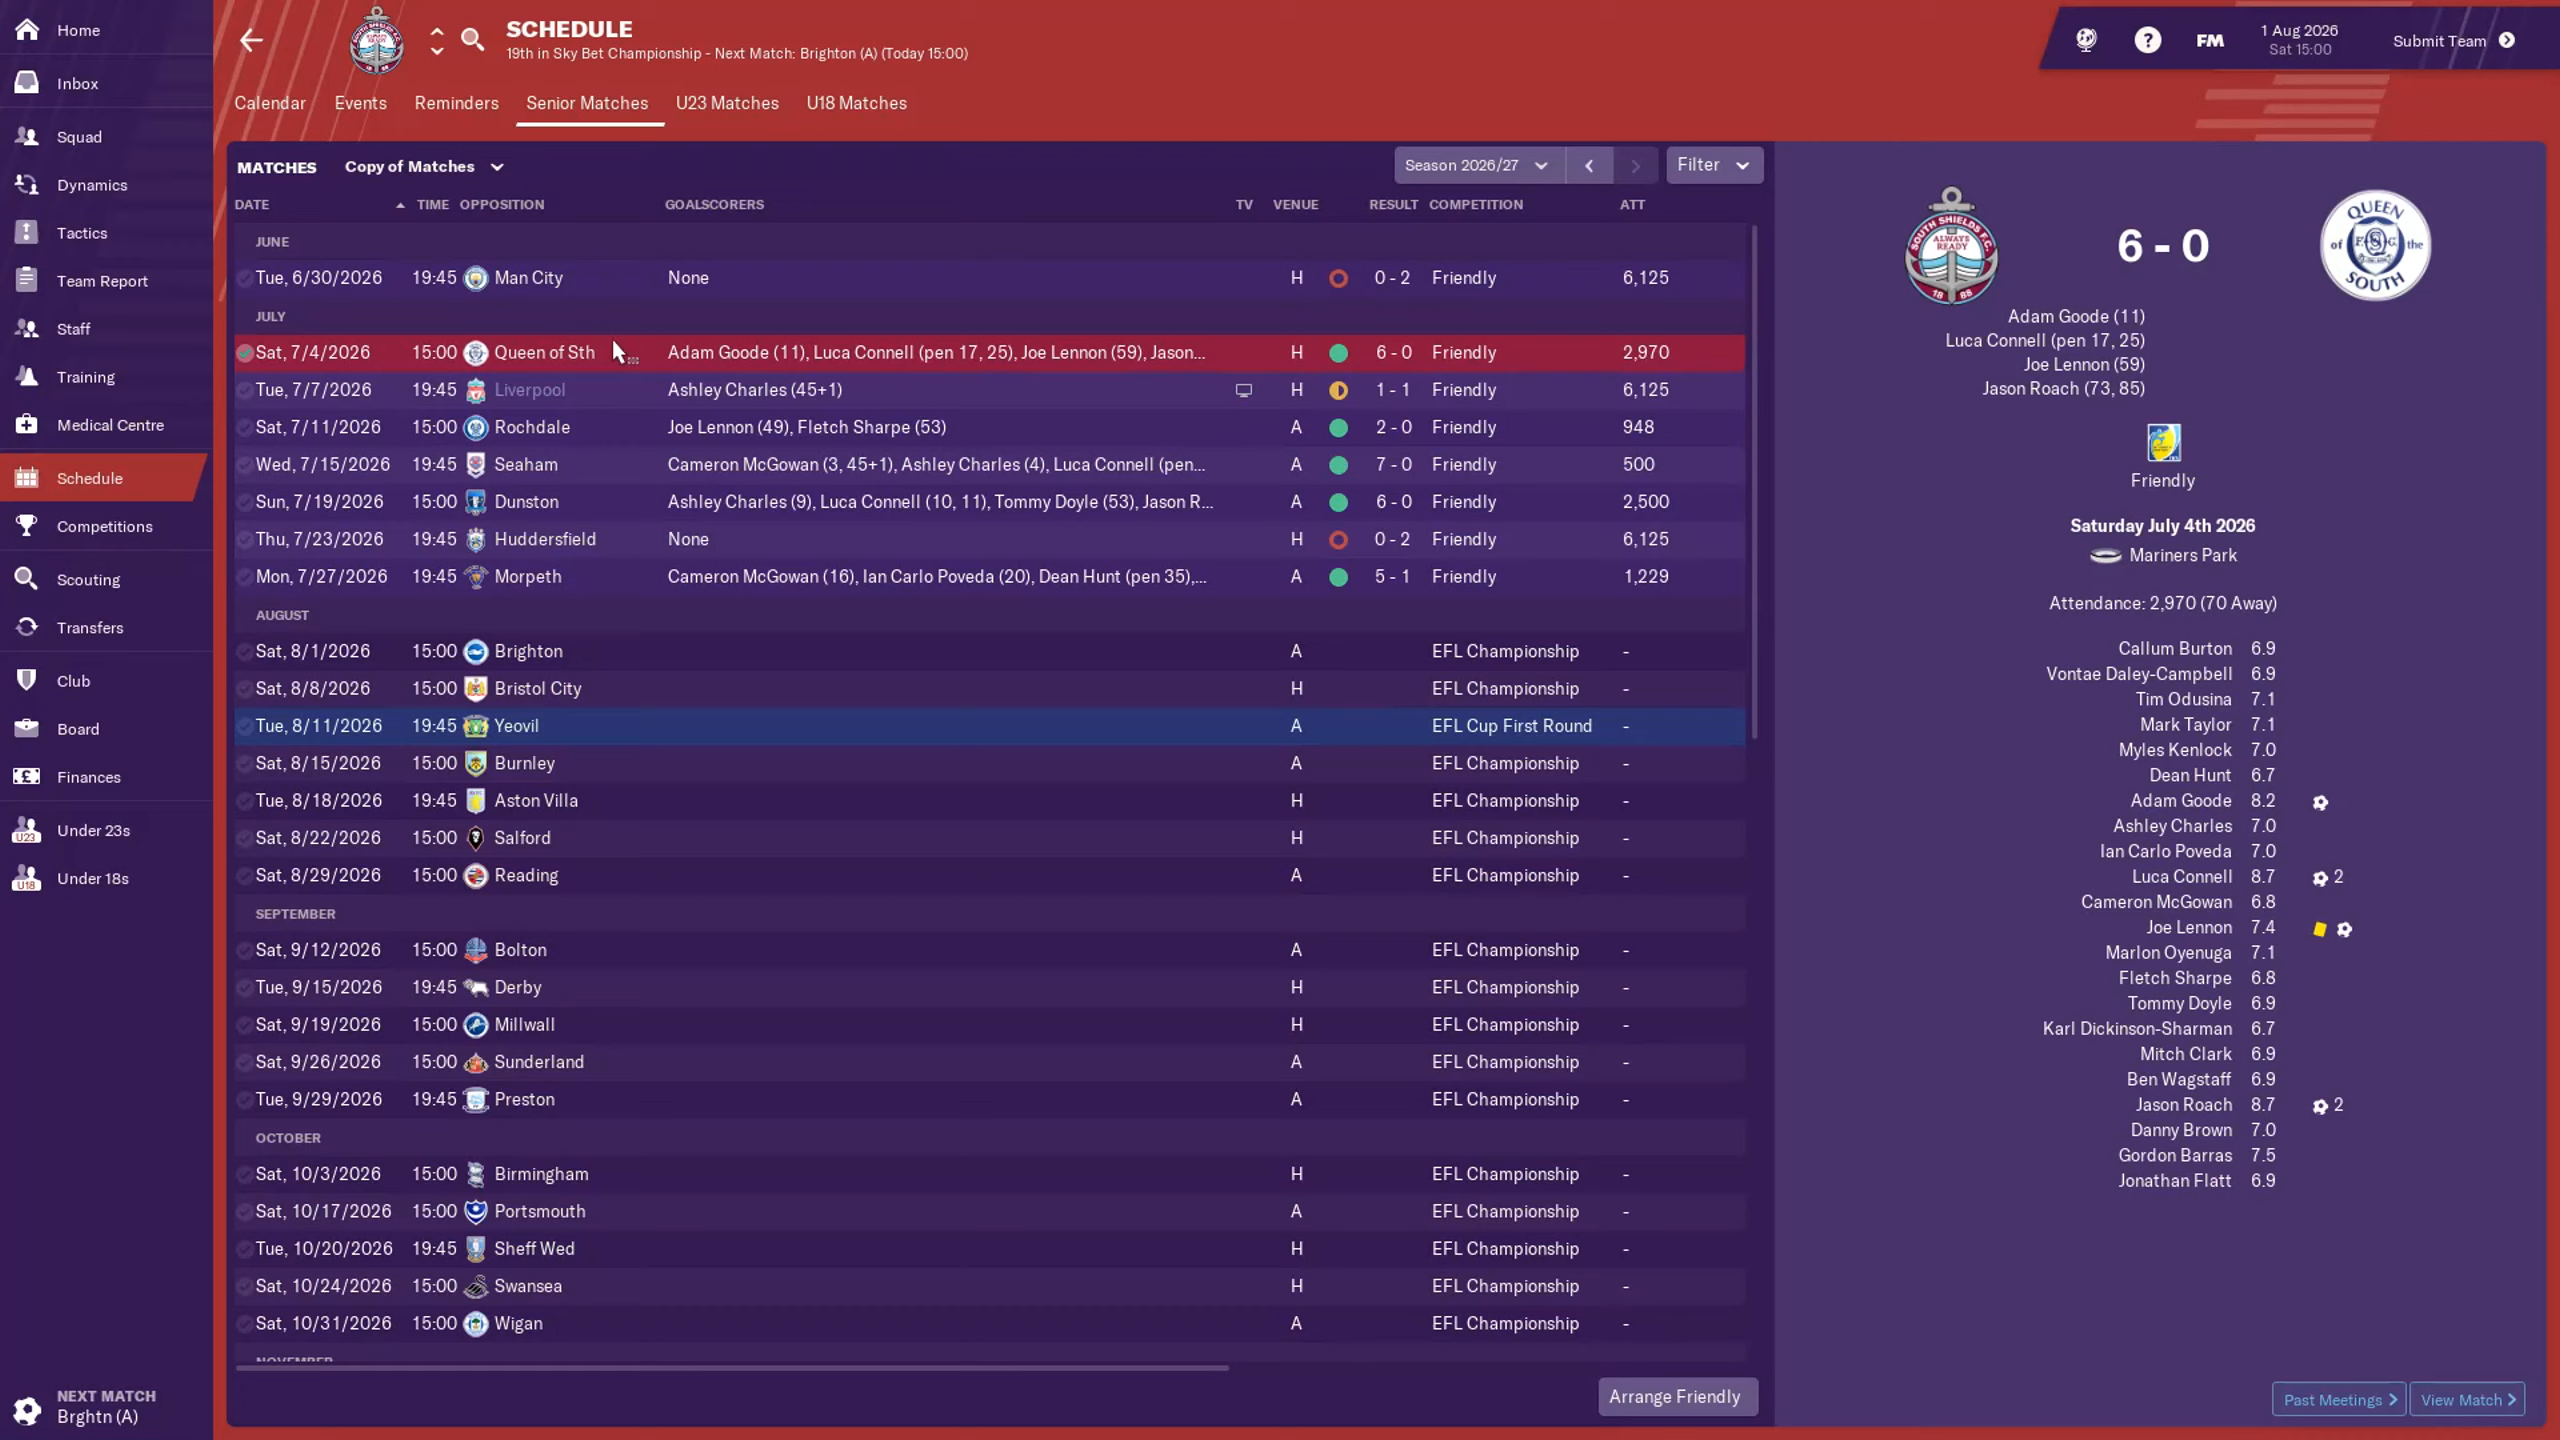 Home
Inbox
Squad
Dynamics
Tactics
Team Report
Staff
Training
Medical Centre
Schedule
Competitions
Scouting
Transfers
Club
Board
Finances
Under 23s
Under 18s
NEXT MATCH
Brghtn (A)
SCHEDULE
19th in Sky Bet Championship - Next Match: Brighton (A) (Today 15:00)
FM
1 Aug 2026
Sat 15:00
Submit Team
Calendar Events Reminders Senior Matches U23 Matches U18 Matches
MATCHES Copy of Matches Season 2026/27 Filter
DATE TIME OPPOSITION GOALSCORERS TV VENUE RESULT COMPETITION ATT
JUNE
Tue, 6/30/2026 19:45 Man City None H 0 - 2 Friendly 6,125
JULY
Sat, 7/4/2026 15:00 Queen of Sth Adam Goode (11), Luca Connell (pen 17, 25), Joe Lennon (59), Jason... H 6 - 0 Friendly 2,970
Tue, 7/7/2026 19:45 Liverpool Ashley Charles (45+1) H 1 - 1 Friendly 6,125
Sat, 7/11/2026 15:00 Rochdale Joe Lennon (49), Fletch Sharpe (53) A 2 - 0 Friendly 948
Wed, 7/15/2026 19:45 Seaham Cameron McGowan (3, 45+1), Ashley Charles (4), Luca Connell (pen... A 7 - 0 Friendly 500
Sun, 7/19/2026 15:00 Dunston Ashley Charles (9), Luca Connell (10, 11), Tommy Doyle (53), Jason R... A 6 - 0 Friendly 2,500
Thu, 7/23/2026 19:45 Huddersfield None H 0 - 2 Friendly 6,125
Mon, 7/27/2026 19:45 Morpeth Cameron McGowan (16), Ian Carlo Poveda (20), Dean Hunt (pen 35),... A 5 - 1 Friendly 1,229
AUGUST
Sat, 8/1/2026 15:00 Brighton A EFL Championship -
Sat, 8/8/2026 15:00 Bristol City H EFL Championship -
Tue, 8/11/2026 19:45 Yeovil A EFL Cup First Round -
Sat, 8/15/2026 15:00 Burnley A EFL Championship -
Tue, 8/18/2026 19:45 Aston Villa H EFL Championship -
Sat, 8/22/2026 15:00 Salford H EFL Championship -
Sat, 8/29/2026 15:00 Reading A EFL Championship -
SEPTEMBER
Sat, 9/12/2026 15:00 Bolton A EFL Championship -
Tue, 9/15/2026 19:45 Derby H EFL Championship -
Sat, 9/19/2026 15:00 Millwall H EFL Championship -
Sat, 9/26/2026 15:00 Sunderland A EFL Championship -
Tue, 9/29/2026 19:45 Preston A EFL Championship -
OCTOBER
Sat, 10/3/2026 15:00 Birmingham H EFL Championship -
Sat, 10/17/2026 15:00 Portsmouth A EFL Championship -
Tue, 10/20/2026 19:45 Sheff Wed H EFL Championship -
Sat, 10/24/2026 15:00 Swansea H EFL Championship -
Sat, 10/31/2026 15:00 Wigan A EFL Championship -
NOVEMBER
Arrange Friendly
SOUTH SHIELDS F.C.
ALWAYS READY
1888
6 - 0
QUEEN
of the
SOUTH
Adam Goode (11)
Luca Connell (pen 17, 25)
Joe Lennon (59)
Jason Roach (73, 85)
Friendly
Saturday July 4th 2026
Mariners Park
Attendance: 2,970 (70 Away)
Callum Burton 6.9
Vontae Daley-Campbell 6.9
Tim Odusina 7.1
Mark Taylor 7.1
Myles Kenlock 7.0
Dean Hunt 6.7
Adam Goode 8.2
Ashley Charles 7.0
Ian Carlo Poveda 7.0
Luca Connell 8.7 2
Cameron McGowan 6.8
Joe Lennon 7.4
Marlon Oyenuga 7.1
Fletch Sharpe 6.8
Tommy Doyle 6.9
Karl Dickinson-Sharman 6.7
Mitch Clark 6.9
Ben Wagstaff 6.9
Jason Roach 8.7 2
Danny Brown 7.0
Gordon Barras 7.5
Jonathan Flatt 6.9
Past Meetings View Match